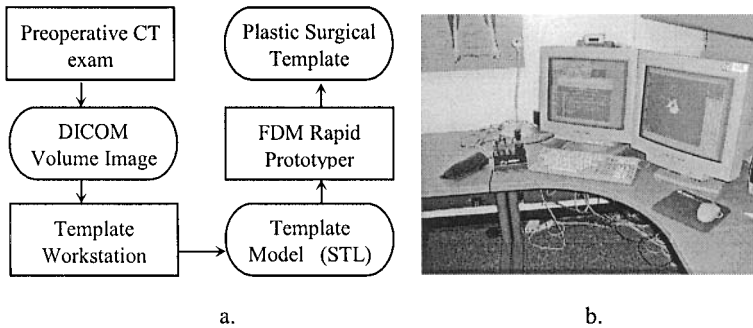 Preoperative CT
exam
DICOM
Volume Image
Template
Workstation
Plastic Surgical
Template
FDM Rapid
Prototyper
Template
Model (STL)
a.
b.